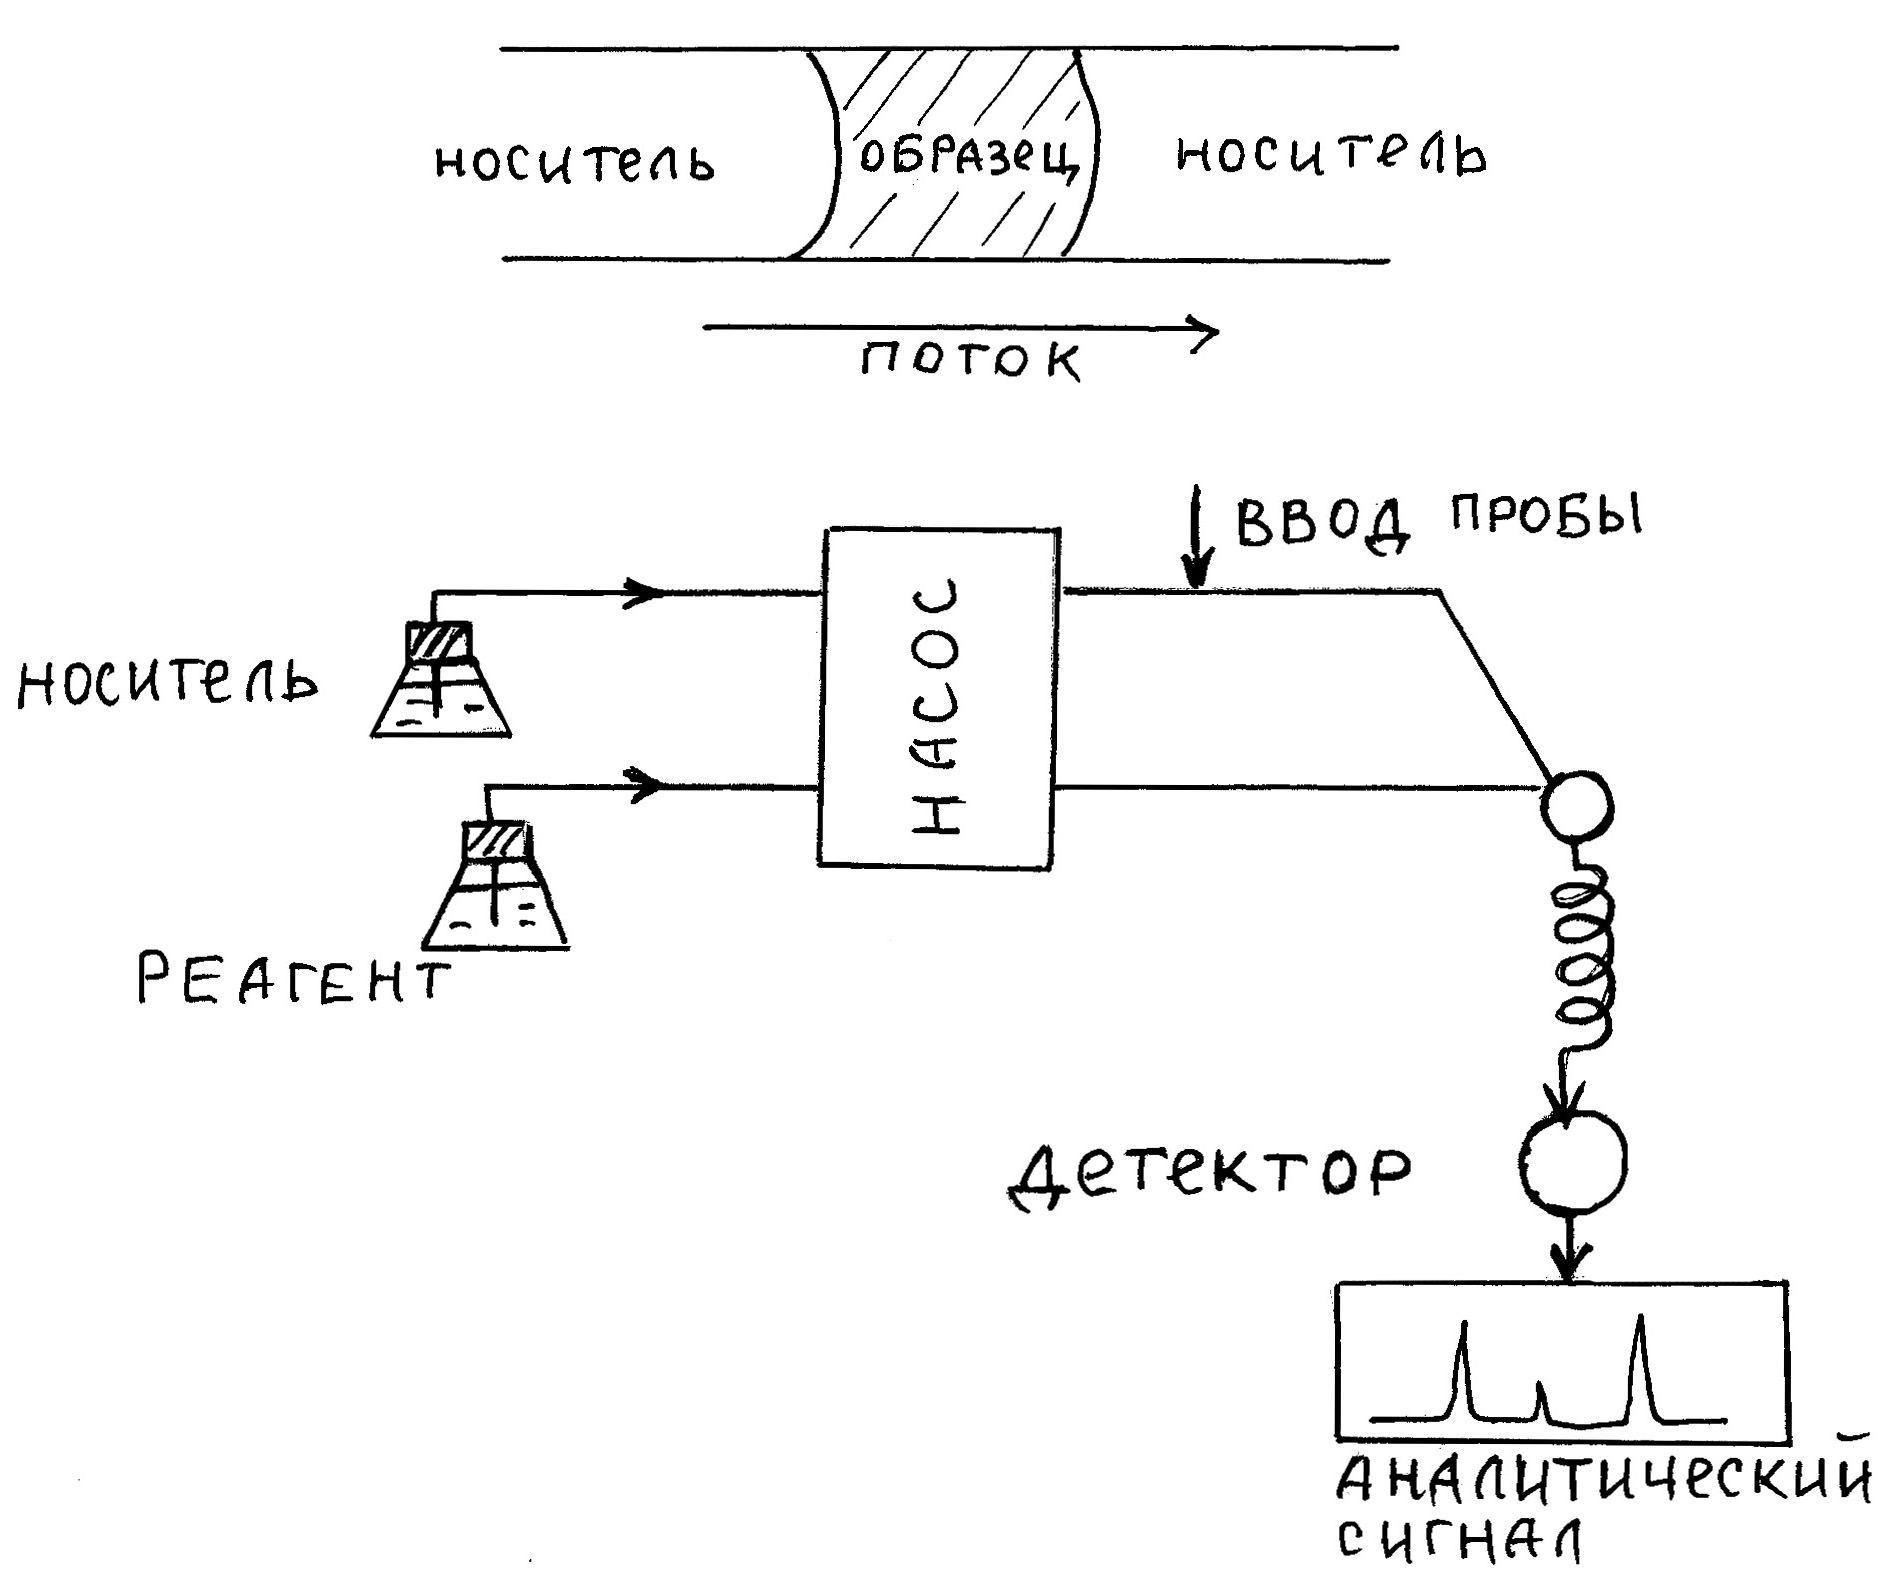 носитель
ОБРАЗЕЦ
носитель
поток
ВВОД ПРОБЫ
НАСОС
НОСИТЕЛЬ
РЕАГЕНТ
ДЕТЕКТОР
АНАЛИТИЧЕСКИЙ
СИГНАЛ